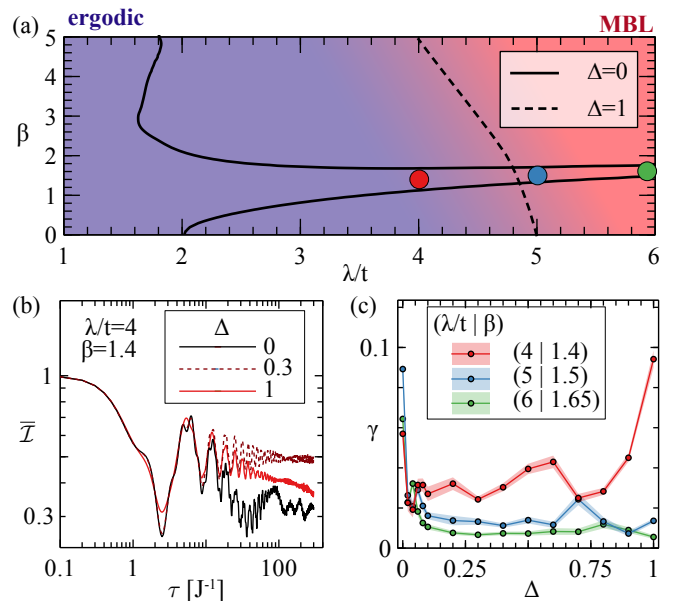 (a) ergodic MBL
5
4
3
2
1
0
β
Δ=0
Δ=1
1 2 3 4 5 6
λ/t
(b)
λ/t=4
β=1.4
Δ
0
0.3
1
1
0.3
I
0.1 1 10 100
τ [J⁻¹]
(c)
(λ/t | β)
(4 | 1.4)
(5 | 1.5)
(6 | 1.65)
0.1
γ
0
0 0.25 0.75 1
Δ